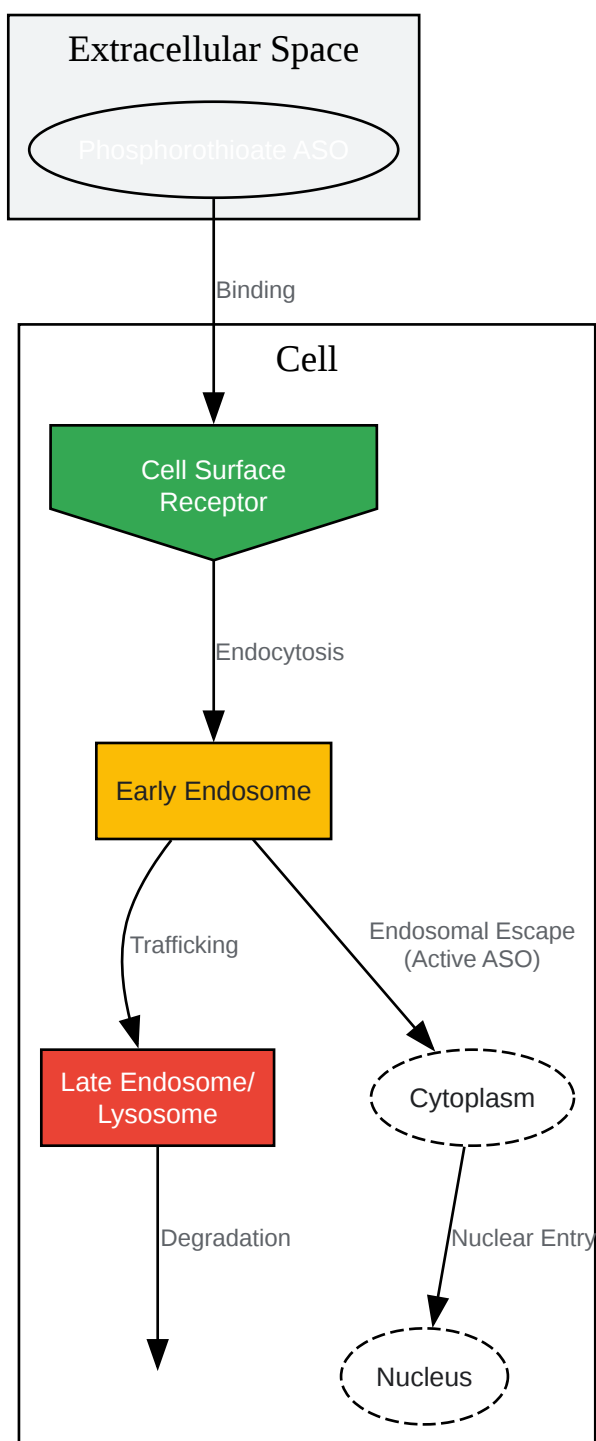 Extracellular Space
Phosphorothioate ASO
Binding
Cell
Cell Surface
Receptor
Endocytosis
Early Endosome
Trafficking
Endosomal Escape
(Active ASO)
Late Endosome/
Lysosome
Cytoplasm
Degradation
Nuclear Entry
Nucleus